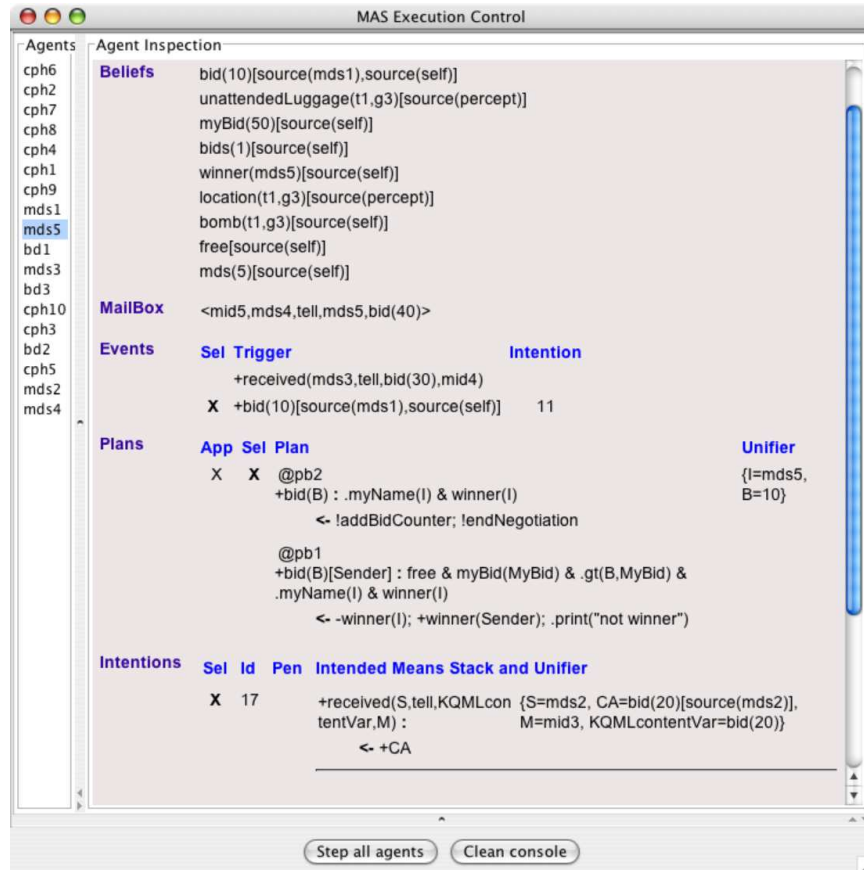 MAS Execution Control
Agents
cph6
cph2
cph7
cph8
cph4
cph1
cph9
mds1
mds5
bd1
mds3
bd3
cph10
cph3
bd2
cph5
mds2
mds4
Agent Inspection
Beliefs
bid(10)[source(mds1),source(self)]
unattendedLuggage(t1,g3)[source(percept)]
myBid(50)[source(self)]
bids(1)[source(self)]
winner(mds5)[source(self)]
location(t1,g3)[source(percept)]
bomb(t1,g3)[source(self)]
free[source(self)]
mds(5)[source(self)]
MailBox <mid5,mds4,tell,mds5,bid(40)>
Events Sel Trigger Intention
+received(mds3,tell,bid(30),mid4)
X +bid(10)[source(mds1),source(self)] 11
Plans App Sel Plan Unifier
X X @pb2 {I=mds5,
+bid(B) : .myName(I) & winner(I) B=10}
<- !addBidCounter; !endNegotiation
@pb1
+bid(B)[Sender] : free & myBid(MyBid) & .gt(B,MyBid) &
.myName(I) & winner(I)
<- -winner(I); +winner(Sender); .print("not winner")
Intentions Sel Id Pen Intended Means Stack and Unifier
X 17 +received(S,tell,KQMLcon {S=mds2, CA=bid(20)[source(mds2)],
tentVar,M) : M=mid3, KQMLcontentVar=bid(20)}
<- +CA
Step all agents Clean console